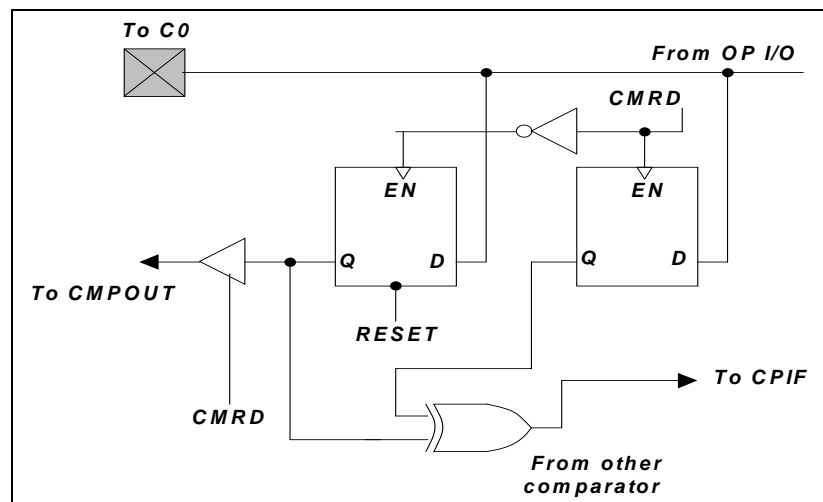 To C0
From OP I/O
CMRD
EN
EN
Q
D
Q
D
To CMPOUT
RESET
To CPIF
CMRD
From other
comparator